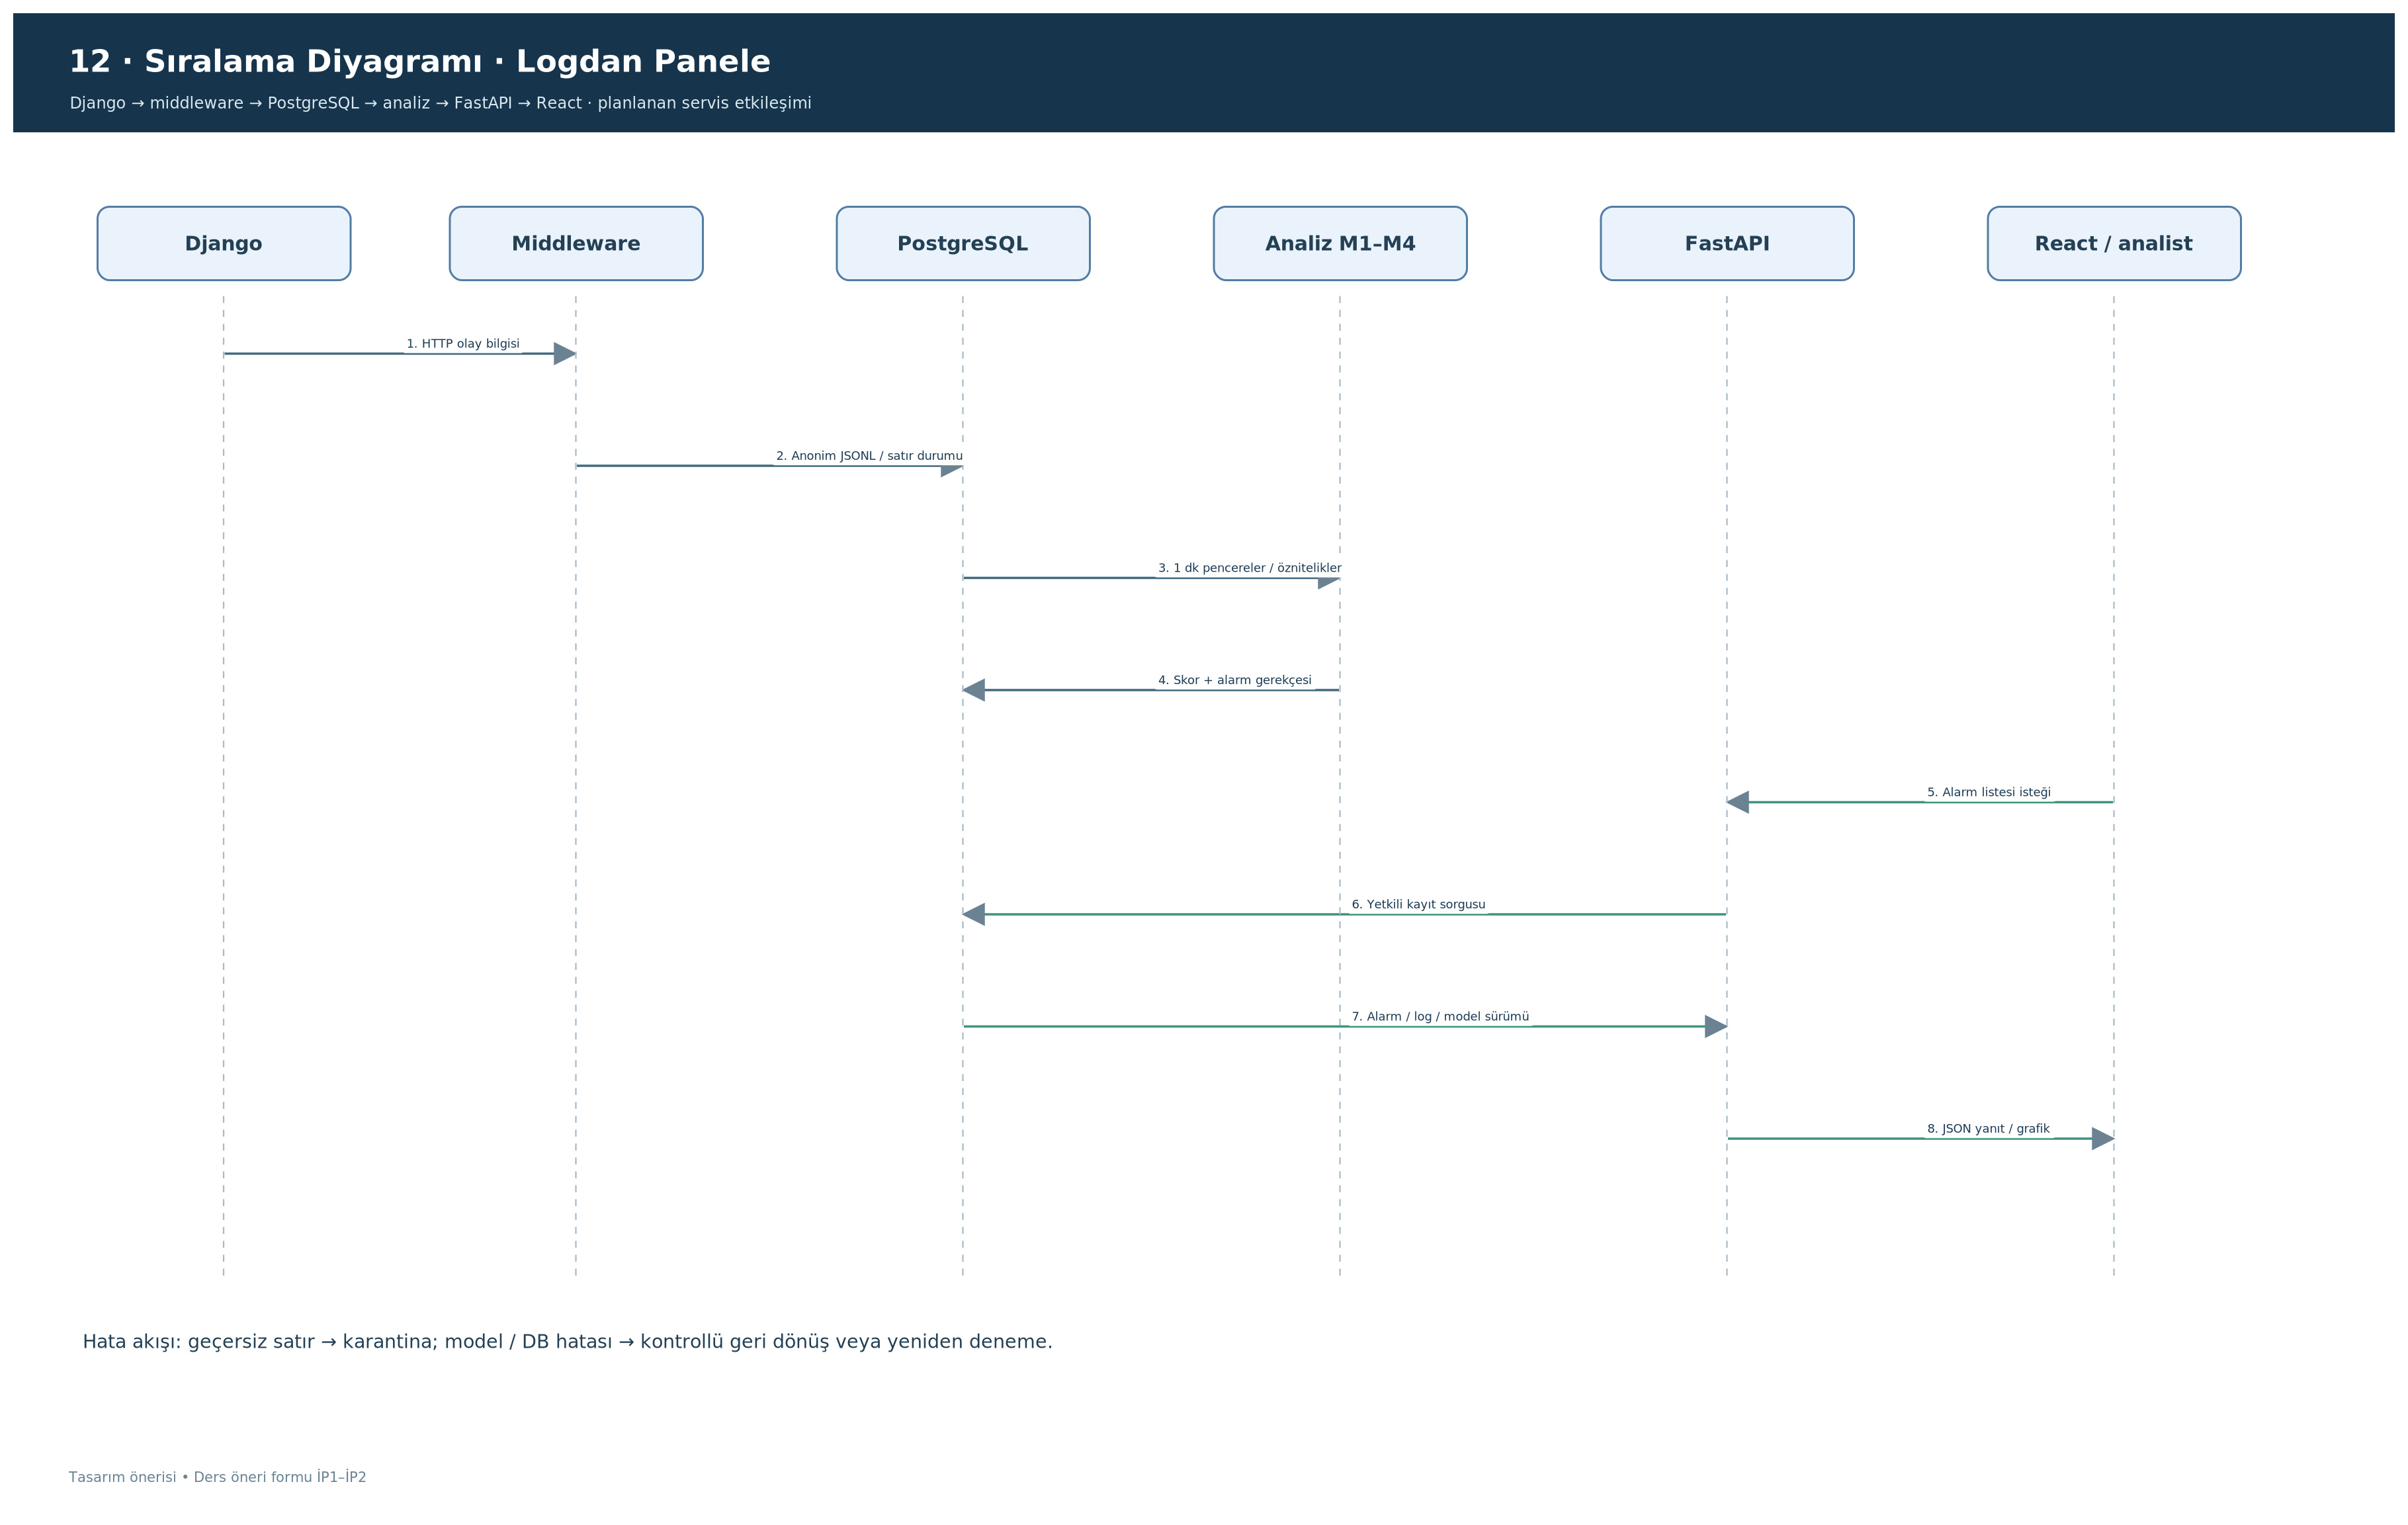 12 · Sıralama Diyagramı · Logdan Panele
Django → middleware → PostgreSQL → analiz → FastAPI → React · planlanan servis etkileşimi
Django
Middleware
PostgreSQL
Analiz M1–M4
FastAPI
React / analist
1. HTTP olay bilgisi
2. Anonim JSONL / satır durumu
3. 1 dk pencereler / öznitelikler
4. Skor + alarm gerekçesi
5. Alarm listesi isteği
6. Yetkili kayıt sorgusu
7. Alarm / log / model sürümü
8. JSON yanıt / grafik
Hata akışı: geçersiz satır → karantina; model / DB hatası → kontrollü geri dönüş veya yeniden deneme.
Tasarım önerisi • Ders öneri formu İP1–İP2